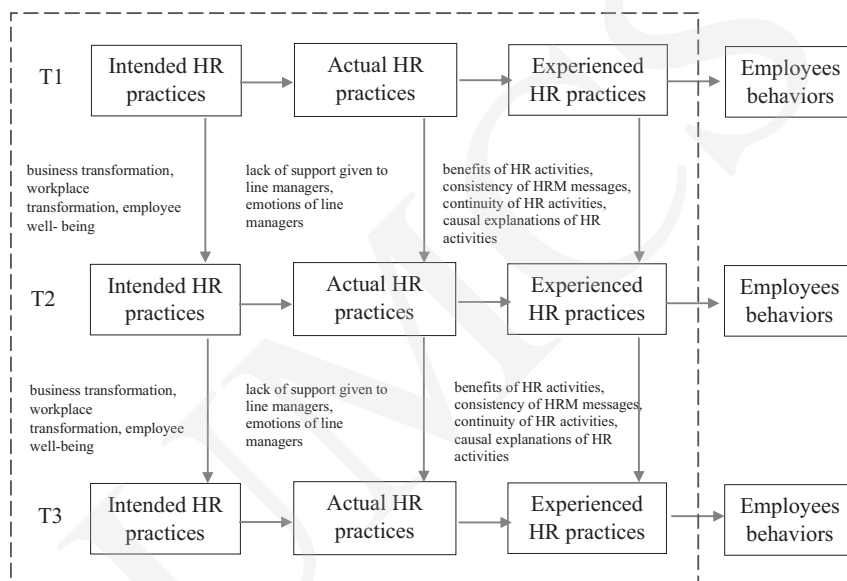 T1
Intended HR
practices
Actual HR
practices
Experienced
HR practices
Employees
behaviors
business transformation,
workplace
transformation, employee
well- being
lack of support given to
line managers,
emotions of line
managers
benefits of HR activities,
consistency of HRM messages,
continuity of HR activities,
causal explanations of HR
activities
T2
Intended HR
practices
Actual HR
practices
Experienced
HR practices
Employees
behaviors
business transformation,
workplace
transformation, employee
well-being
lack of support given to
line managers,
emotions of line
managers
benefits of HR activities,
consistency of HRM messages,
continuity of HR activities,
causal explanations of HR
activities
T3
Intended HR
practices
Actual HR
practices
Experienced
HR practices
Employees
behaviors
UMCS